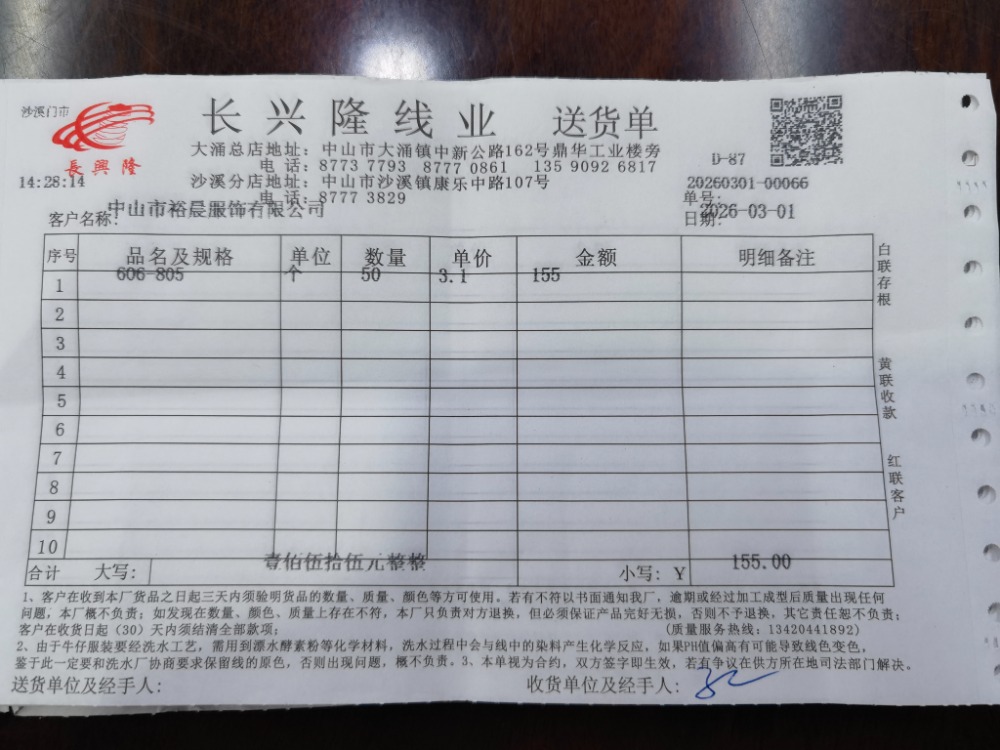 沙溪门市
長興隆
14:28:14
长兴隆线业 送货单
大涌总店地址：中山市大涌镇中新公路162号鼎华工业楼旁
电 话：8773 7793 8777 0861 135 9092 6817
沙溪分店地址：中山市沙溪镇康乐中路107号
电 话：8777 3829
D-87
20260301-00066
单号：
客户名称：中山市裕晨服饰有限公司
日期：2026-03-01
序号 品名及规格 单位 数量 单价 金额 明细备注
1 606-805 个 50 3.1 155
2
3
4
5
6
7
8
9
10
合计 大写：壹佰伍拾伍元整整 小写：Y 155.00
白联存根
黄联收款
红联客户
1、客户在收到本厂货品之日起三天内须验明货品的数量、质量、颜色等方可使用。若有不符以书面通知我厂，逾期或经过加工成型后质量出现任何
问题，本厂概不负责；如发现在数量、颜色、质量上存在不符，本厂只负责对方退换，但必须保证产品完好无损，否则不予退换，其它责任恕不负责；
客户在收货日起（30）天内须结清全部款项； （质量服务热线：13420441892）
2、由于牛仔服装要经洗水工艺，需用到漂水酵素粉等化学材料，洗水过程中会与线中的染料产生化学反应，如果PH值偏高有可能导致线色变色，
鉴于此一定要和洗水厂协商要求保留线的原色，否则出现问题，概不负责。3、本单视为合约，双方签字即生效，若有争议在供方所在地司法部门解决。
送货单位及经手人： 收货单位及经手人：